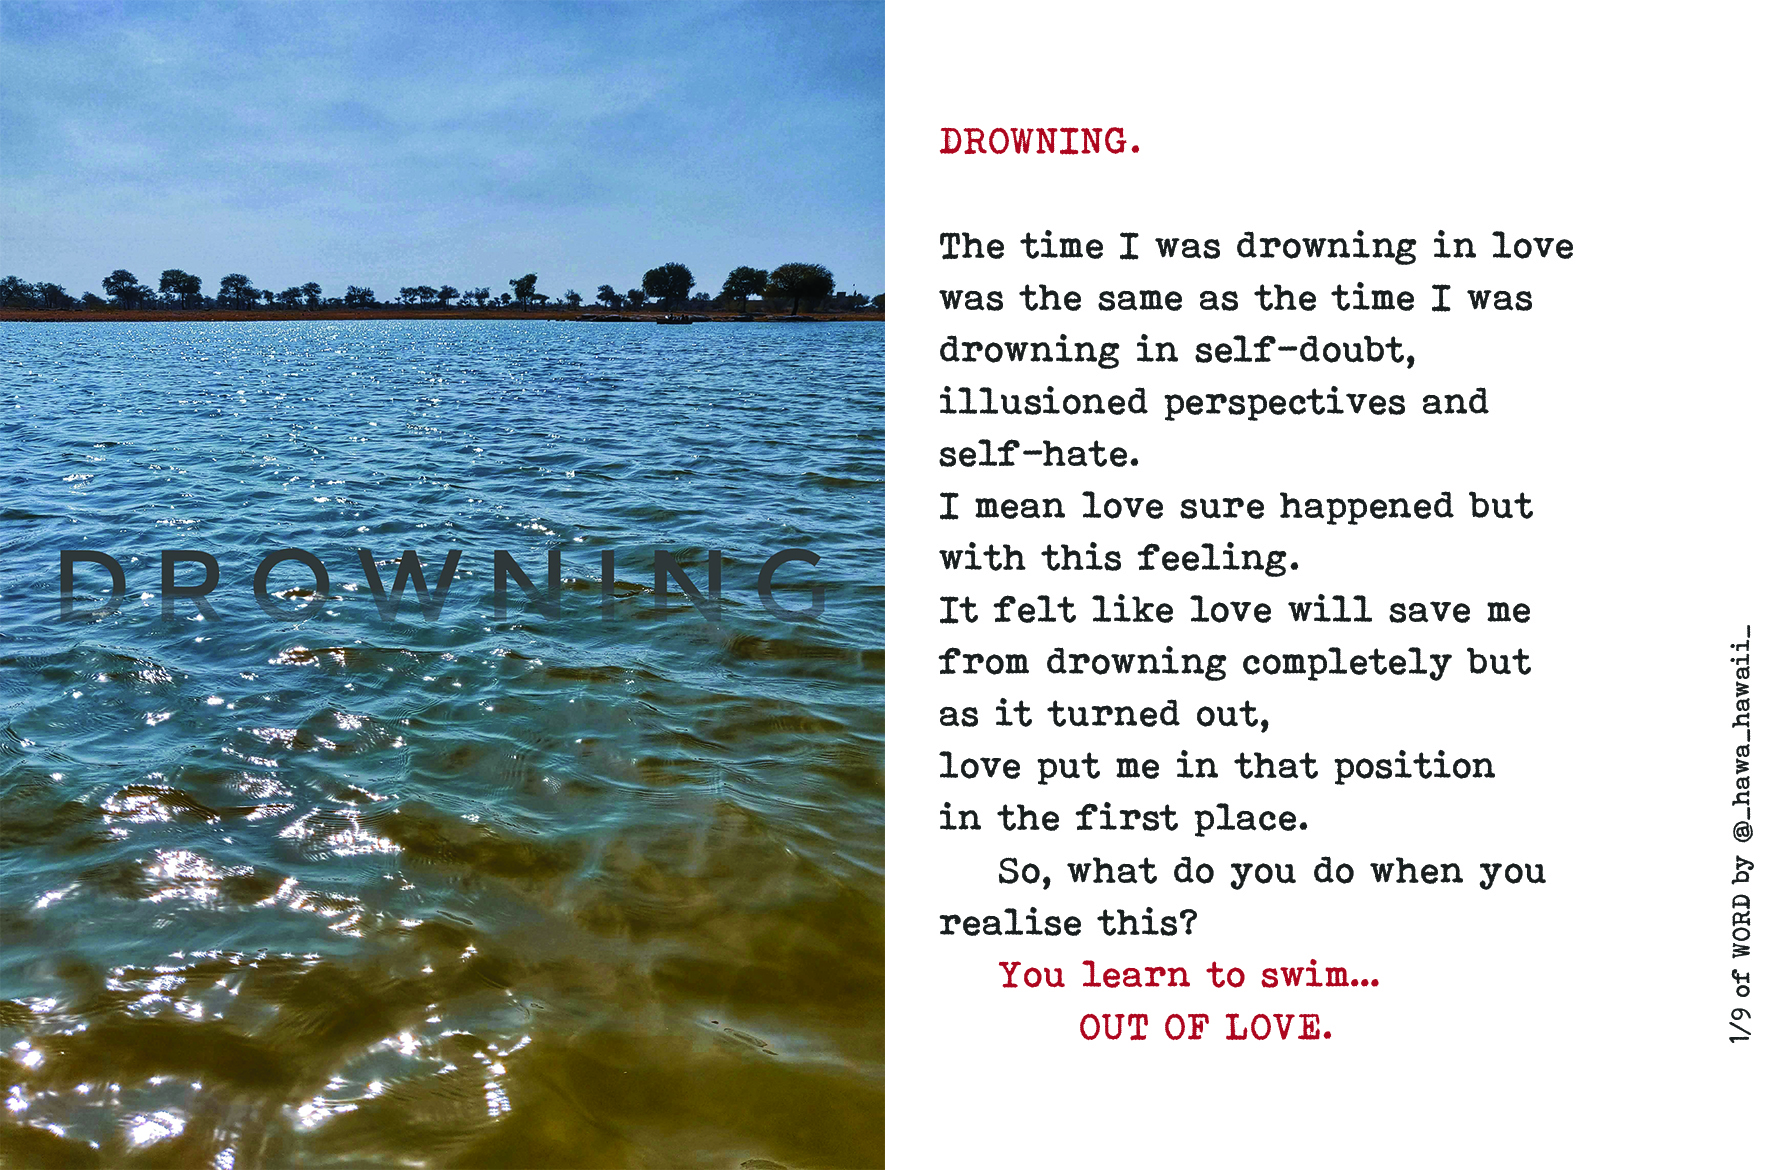 DROWNING
DROWNING.
The time I was drowning in love
was the same as the time I was
drowning in self-doubt,
illusioned perspectives and
self-hate.
I mean love sure happened but
with this feeling.
It felt like love will save me
from drowning completely but
as it turned out,
love put me in that position
in the first place.
So, what do you do when you
realise this?
You learn to swim...
OUT OF LOVE.
1/9 of WORD by @_hawa_hawaii_